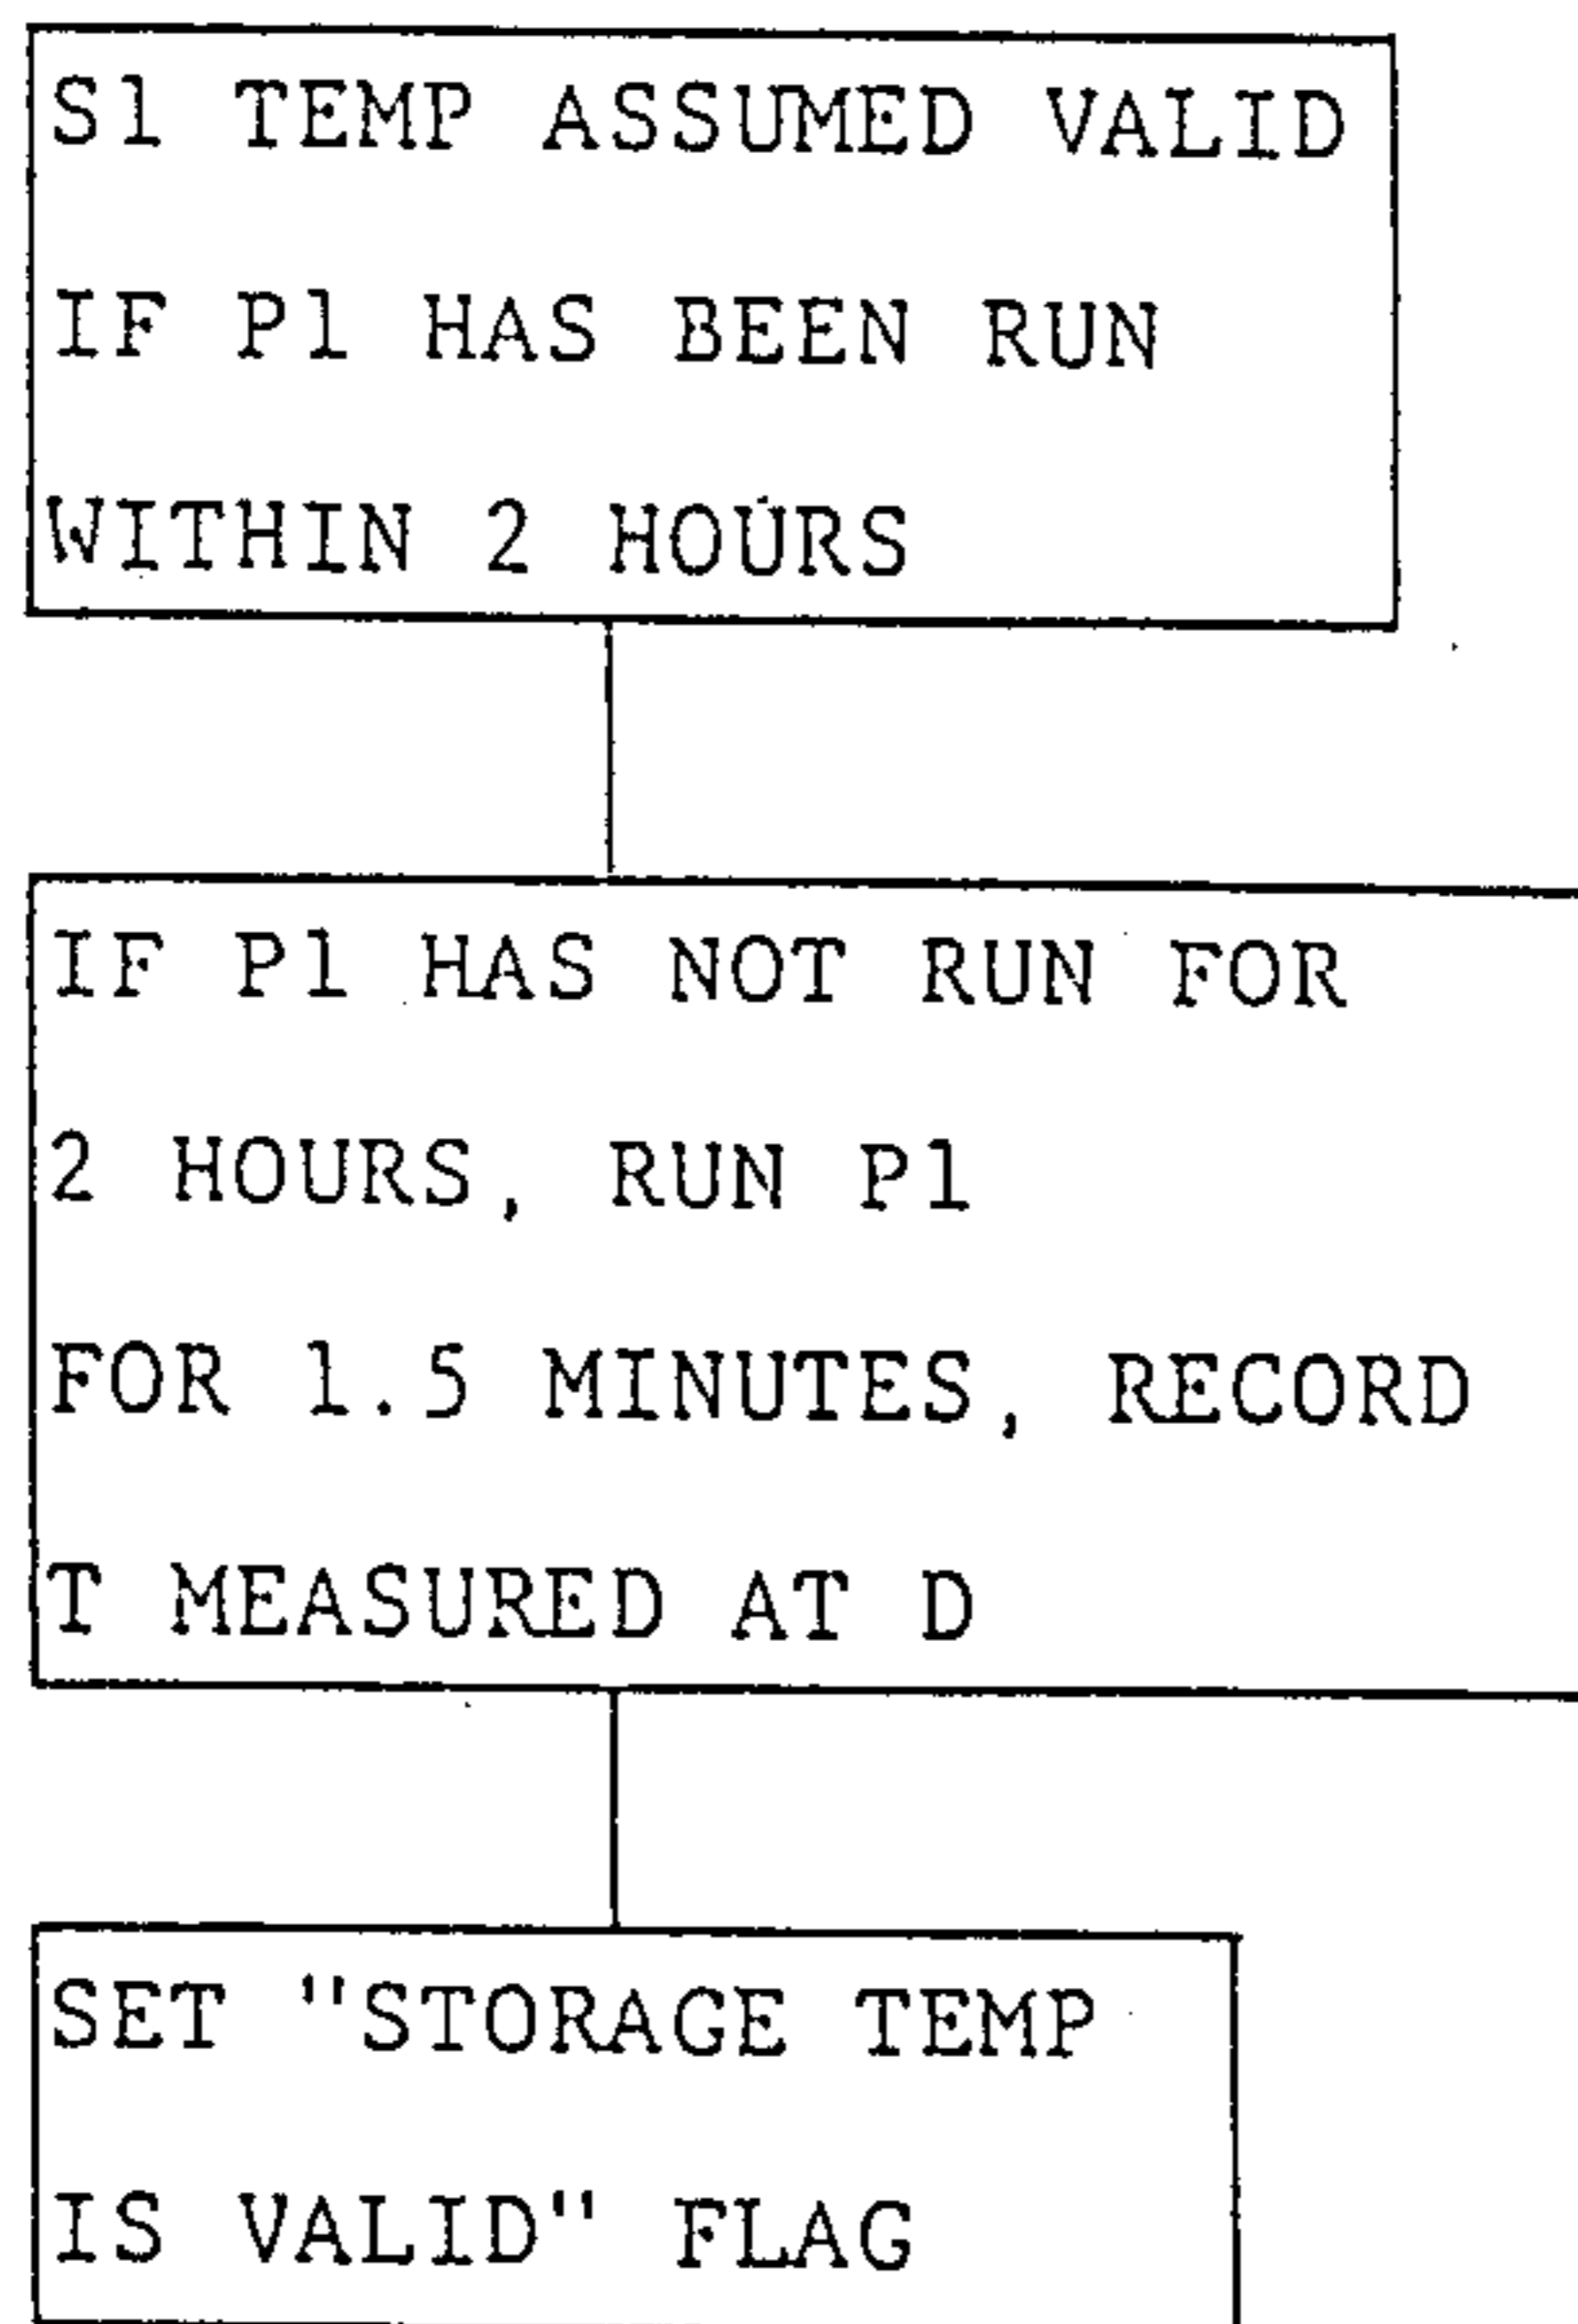 S1 TEMP ASSUMED VALID
IF P1 HAS BEEN RUN
WITHIN 2 HOURS
IF P1 HAS NOT RUN FOR
2 HOURS, RUN P1
FOR 1.5 MINUTES, RECORD
T MEASURED AT D
SET "STORAGE TEMP
IS VALID" FLAG